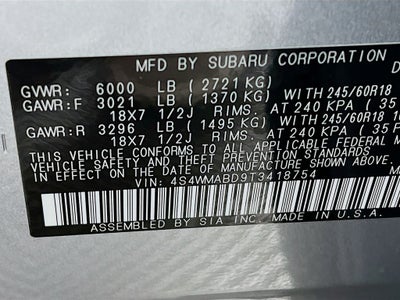 MFD. BY SUBARU CORPORATION
GVWR: 6000 LB (2721 KG)
GAWR:F 3021 LB (1370 KG) WITH 245/60R18
18X7 1/2J RIMS. AT 240 KPA (35
GAWR:R 3296 LB (1495 KG) WITH 245/60R18
18X7 1/2J RIMS. AT 240 KPA (35
THIS VEHICLE CONFORMS TO ALL APPLICABLE FEDERAL
VEHICLE SAFETY, BUMPER, AND THEFT
PREVENTION STANDARDS IN EFFECT ON THE DATE OF
MANUFACTURE SHOWN ABOVE.
VIN: 4S4WMABD9T3418754
ASSEMBLED BY SIA INC. MADE IN U.S.A.